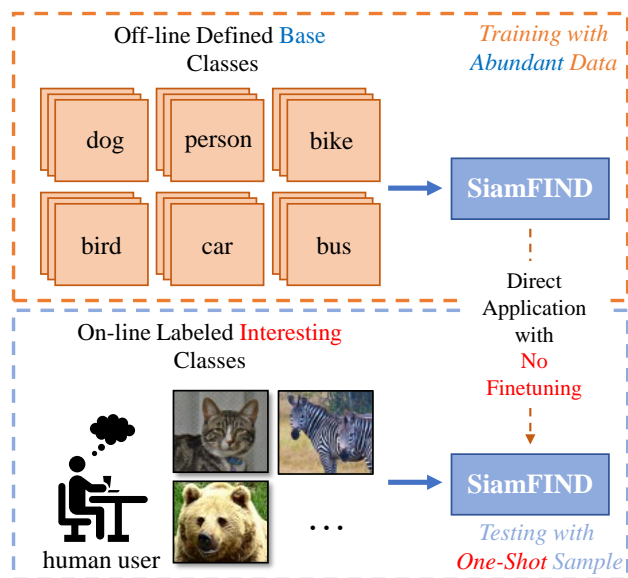 Off-line Defined Base
Classes
Training with
Abundant Data
dog
person
bike
bird
car
bus
SiamFIND
Direct
Application
with
No
Finetuning
On-line Labeled Interesting
Classes
...
human user
SiamFIND
Testing with
One-Shot Sample